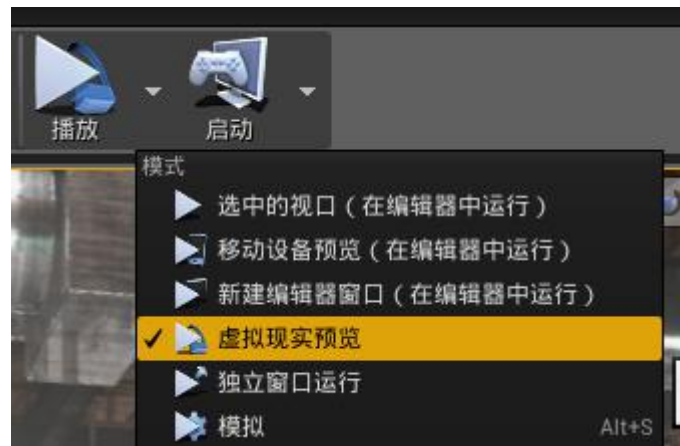 播放
启动
模式
选中的视口（在编辑器中运行）
移动设备预览（在编辑器中运行）
新建编辑器窗口（在编辑器中运行）
虚拟现实预览
独立窗口运行
模拟 Alt+S